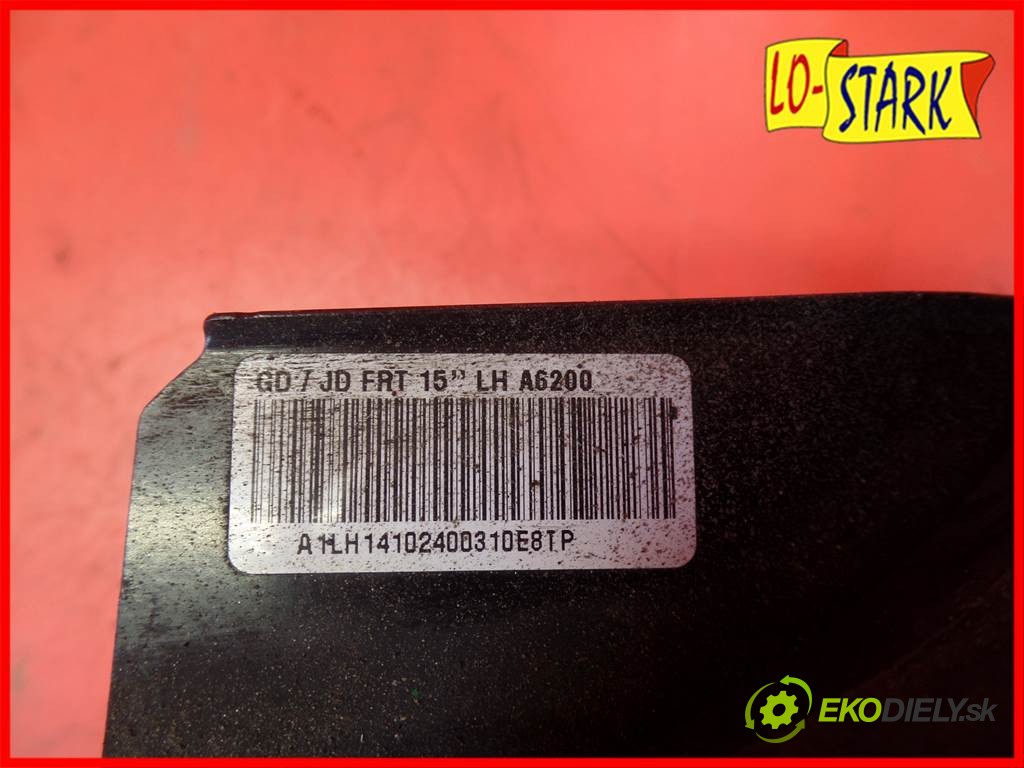 LO-STARK
GD / JD FRT 15" LH A6200
A1LH14102400310E8TP
EKODIELY.sk